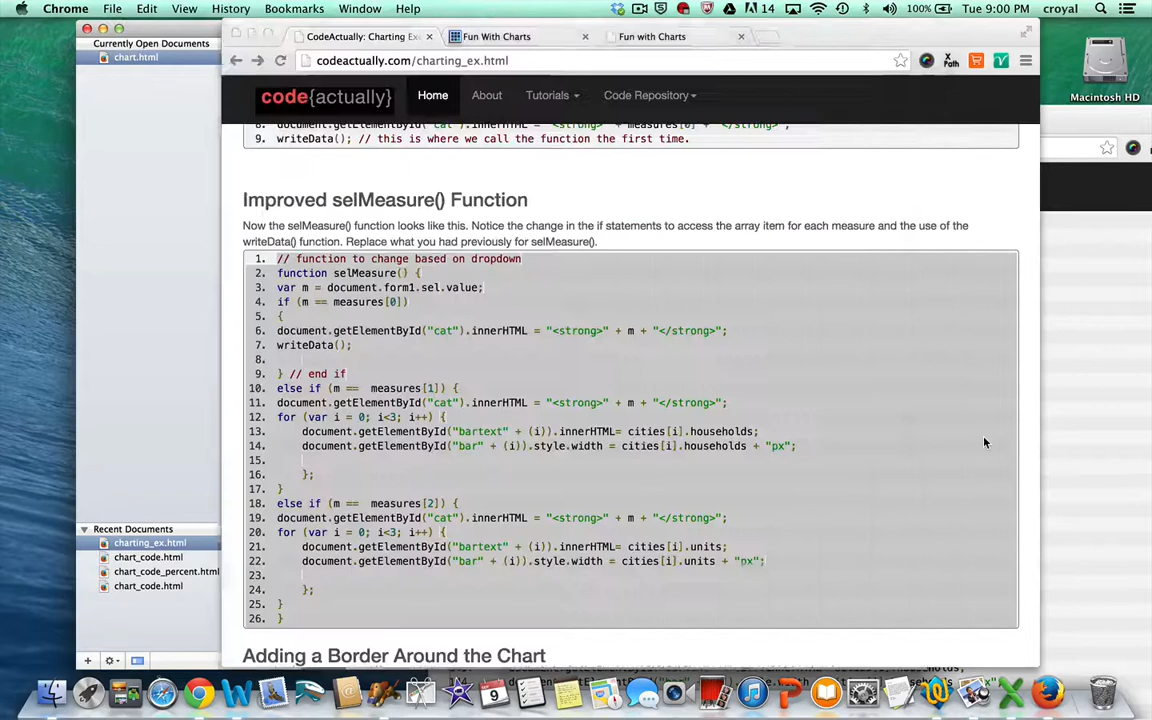 Chrome File Edit View History Bookmarks Window Help 14 100% Tue 9:00 PM croyal
Currently Open Documents
chart.html
CodeActually: Charting Ex
Fun With Charts
Fun with Charts
codeactually.com/charting_ex.html
X
Path
Macintosh HD
code{actually} Home About Tutorials Code Repository
8. document.getElementById("cat").innerHTML = "<strong>" + measures[0] + "</strong>";
9. writeData(); // this is where we call the function the first time.
Improved selMeasure() Function
Now the selMeasure() function looks like this. Notice the change in the if statements to access the array item for each measure and the use of the
writeData() function. Replace what you had previously for selMeasure().
1. // function to change based on dropdown
2. function selMeasure() {
3. var m = document.form1.sel.value;
4. if (m == measures[0])
5. {
6. document.getElementById("cat").innerHTML = "<strong>" + m + "</strong>";
7. writeData();
8.
9. } // end if
10. else if (m == measures[1]) {
11. document.getElementById("cat").innerHTML = "<strong>" + m + "</strong>";
12. for (var i = 0; i<3; i++) {
13. document.getElementById("bartext" + (i)).innerHTML= cities[i].households;
14. document.getElementById("bar" + (i)).style.width = cities[i].households + "px";
15.
16. };
17. }
18. else if (m == measures[2]) {
19. document.getElementById("cat").innerHTML = "<strong>" + m + "</strong>";
20. for (var i = 0; i<3; i++) {
21. document.getElementById("bartext" + (i)).innerHTML= cities[i].units;
22. document.getElementById("bar" + (i)).style.width = cities[i].units + "px";
23.
24. };
25. }
26. }
Adding a Border Around the Chart
Recent Documents
charting_ex.html
chart_code.html
chart_code_percent.html
chart_code.html